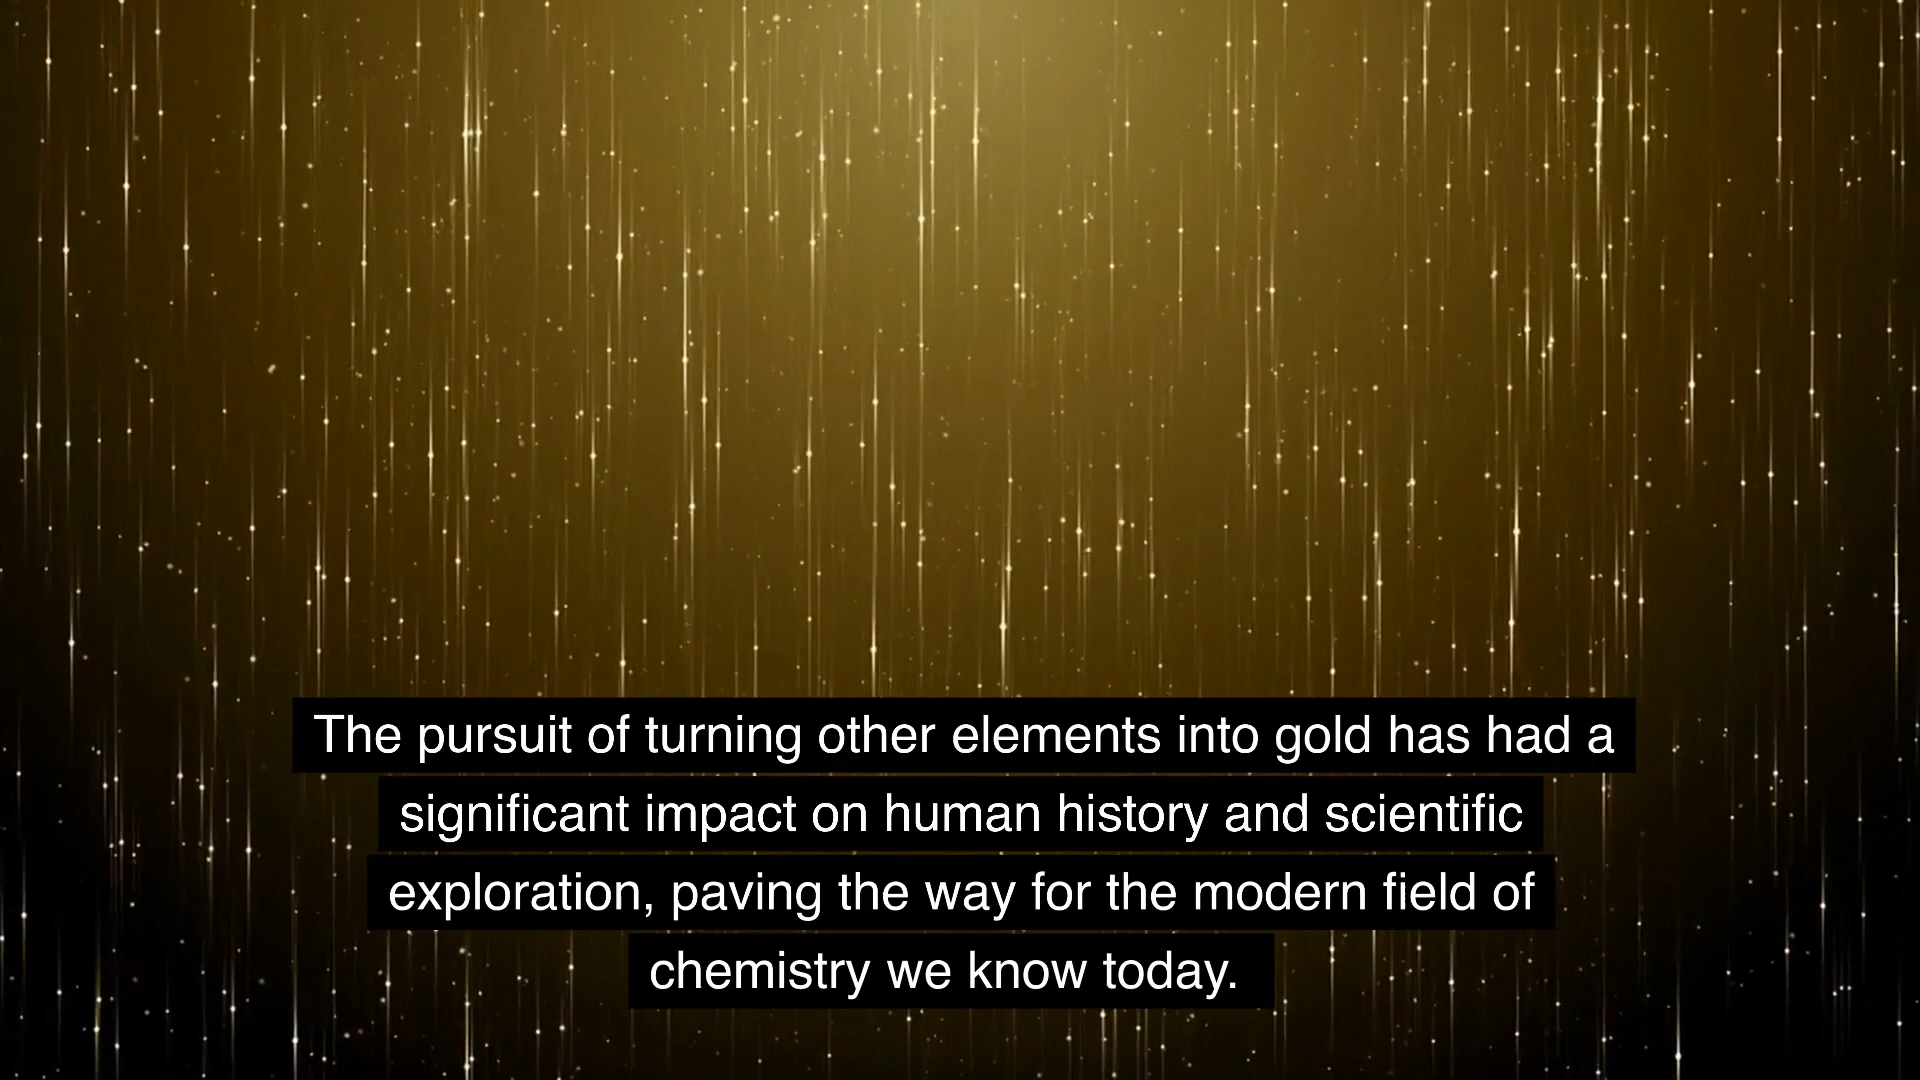 The pursuit of turning other elements into gold has had a
significant impact on human history and scientific
exploration, paving the way for the modern field of
chemistry we know today.